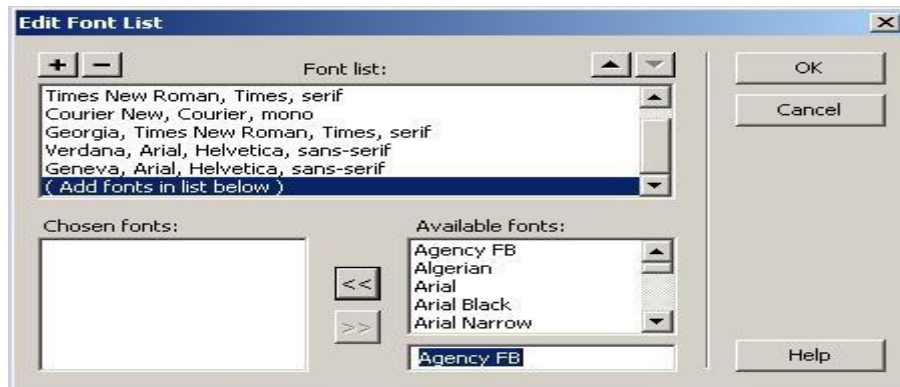 Edit Font List
+ − Font list:
Times New Roman, Times, serif
Courier New, Courier, mono
Georgia, Times New Roman, Times, serif
Verdana, Arial, Helvetica, sans-serif
Geneva, Arial, Helvetica, sans-serif
( Add fonts in list below )
OK
Cancel
Chosen fonts:
<<
>>
Available fonts:
Agency FB
Algerian
Arial
Arial Black
Arial Narrow
Agency FB
Help